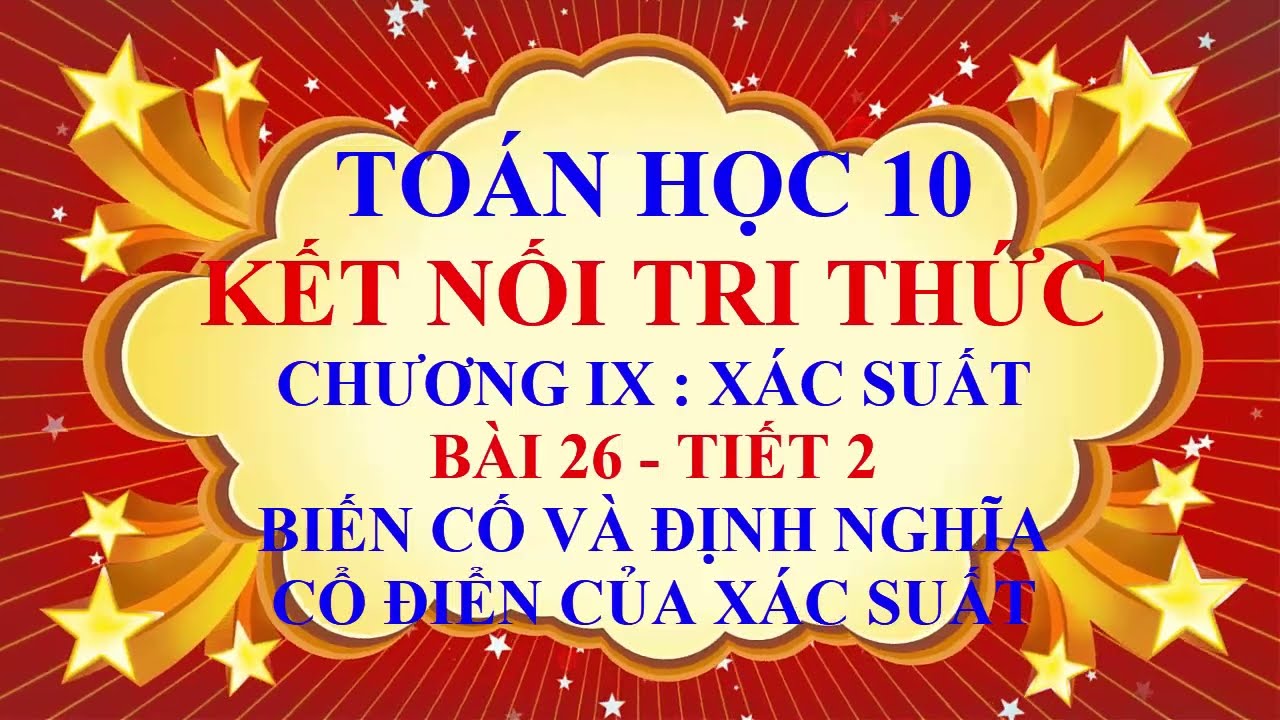 TOÁN HỌC 10
KẾT NỐI TRI THỨC
CHƯƠNG IX : XÁC SUẤT
BÀI 26 - TIẾT 2
BIẾN CỐ VÀ ĐỊNH NGHĨA
CỔ ĐIỂN CỦA XÁC SUẤT